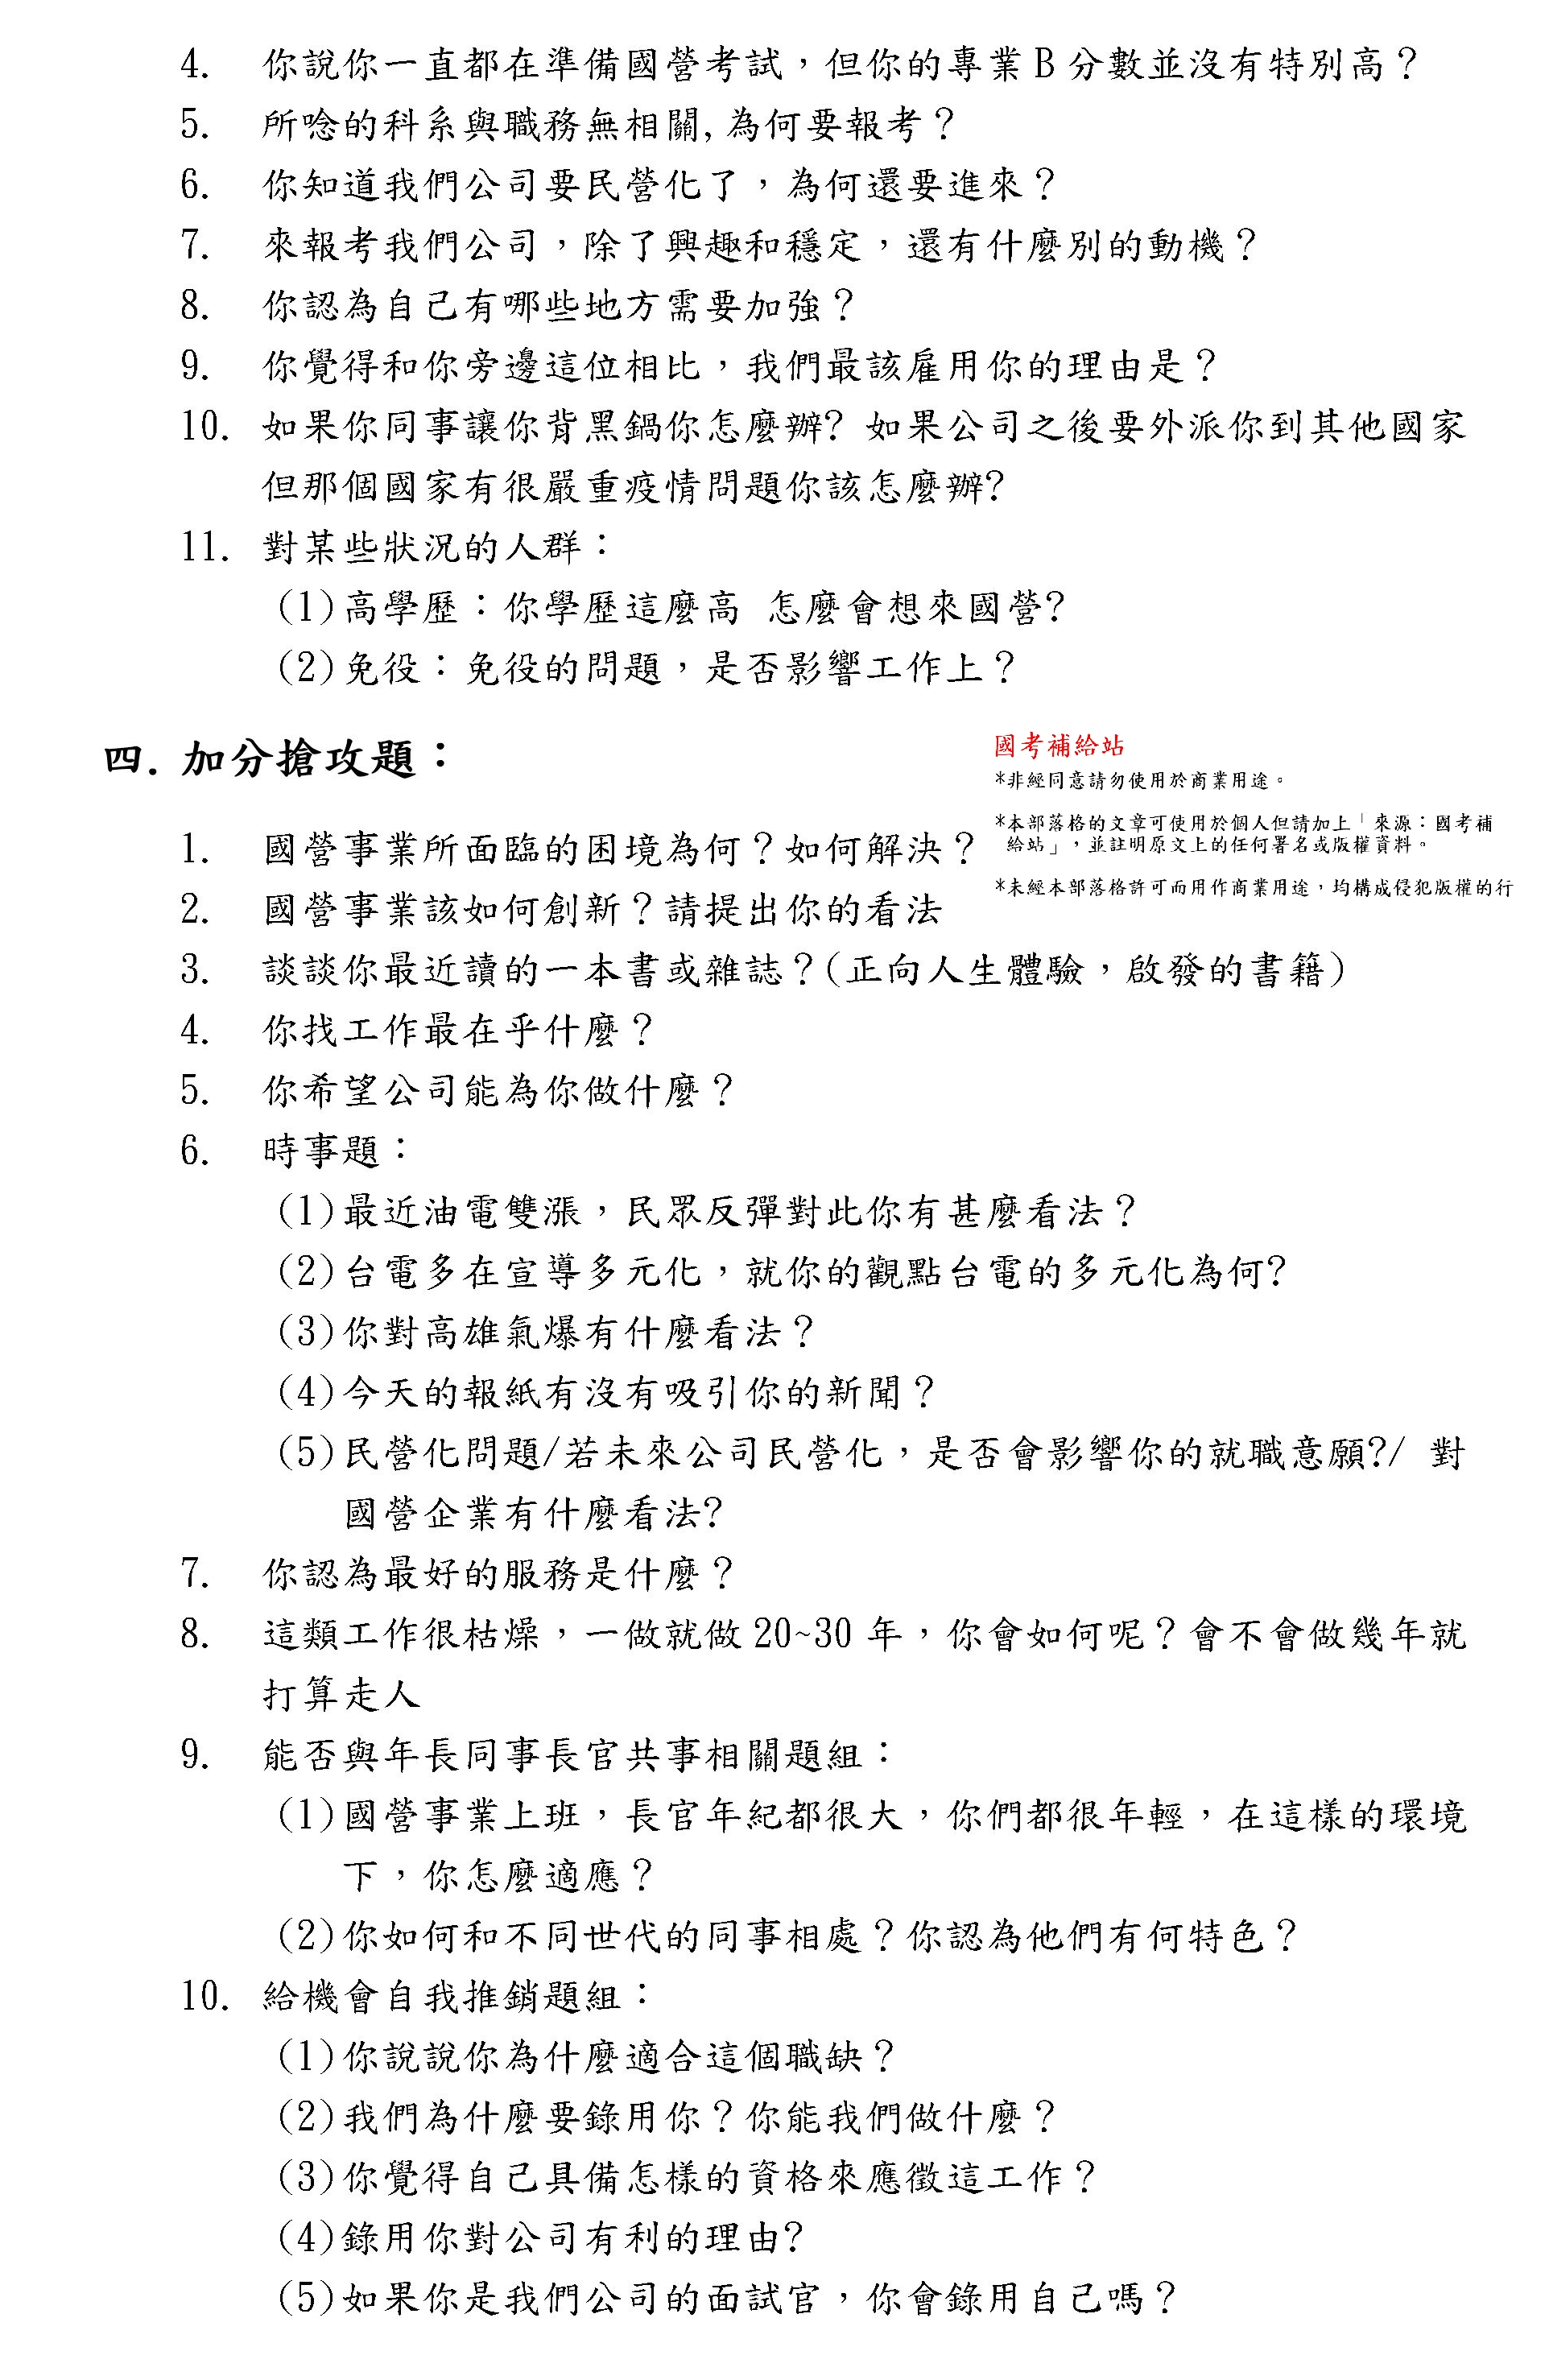 4. 你說你一直都在準備國營考試，但你的專業 B 分數並沒有特別高？
5. 所唸的科系與職務無相關, 為何要報考？
6. 你知道我們公司要民營化了，為何還要進來？
7. 來報考我們公司，除了興趣和穩定，還有什麼別的動機？
8. 你認為自己有哪些地方需要加強？
9. 你覺得和你旁邊這位相比，我們最該雇用你的理由是？
10. 如果你同事讓你背黑鍋你怎麼辦? 如果公司之後要外派你到其他國家
但那個國家有很嚴重疫情問題你該怎麼辦?
11. 對某些狀況的人群：
(1)高學歷：你學歷這麼高 怎麼會想來國營?
(2)免役：免役的問題，是否影響工作上？
四. 加分搶攻題：
國考補給站
*非經同意請勿使用於商業用途。
*本部落格的文章可使用於個人但請加上「來源：國考補
給站」，並註明原文上的任何署名或版權資料。
*未經本部落格許可而用作商業用途，均構成侵犯版權的行
1. 國營事業所面臨的困境為何？如何解決？
2. 國營事業該如何創新？請提出你的看法
3. 談談你最近讀的一本書或雜誌？(正向人生體驗，啟發的書籍)
4. 你找工作最在乎什麼？
5. 你希望公司能為你做什麼？
6. 時事題：
(1)最近油電雙漲，民眾反彈對此你有甚麼看法？
(2)台電多在宣導多元化，就你的觀點台電的多元化為何?
(3)你對高雄氣爆有什麼看法？
(4)今天的報紙有沒有吸引你的新聞？
(5)民營化問題/若未來公司民營化，是否會影響你的就職意願?/ 對
國營企業有什麼看法?
7. 你認為最好的服務是什麼？
8. 這類工作很枯燥，一做就做 20~30 年，你會如何呢？會不會做幾年就
打算走人
9. 能否與年長同事長官共事相關題組：
(1)國營事業上班，長官年紀都很大，你們都很年輕，在這樣的環境
下，你怎麼適應？
(2)你如何和不同世代的同事相處？你認為他們有何特色？
10. 給機會自我推銷題組：
(1)你說說你為什麼適合這個職缺？
(2)我們為什麼要錄用你？你能我們做什麼？
(3)你覺得自己具備怎樣的資格來應徵這工作？
(4)錄用你對公司有利的理由?
(5)如果你是我們公司的面試官，你會錄用自己嗎？